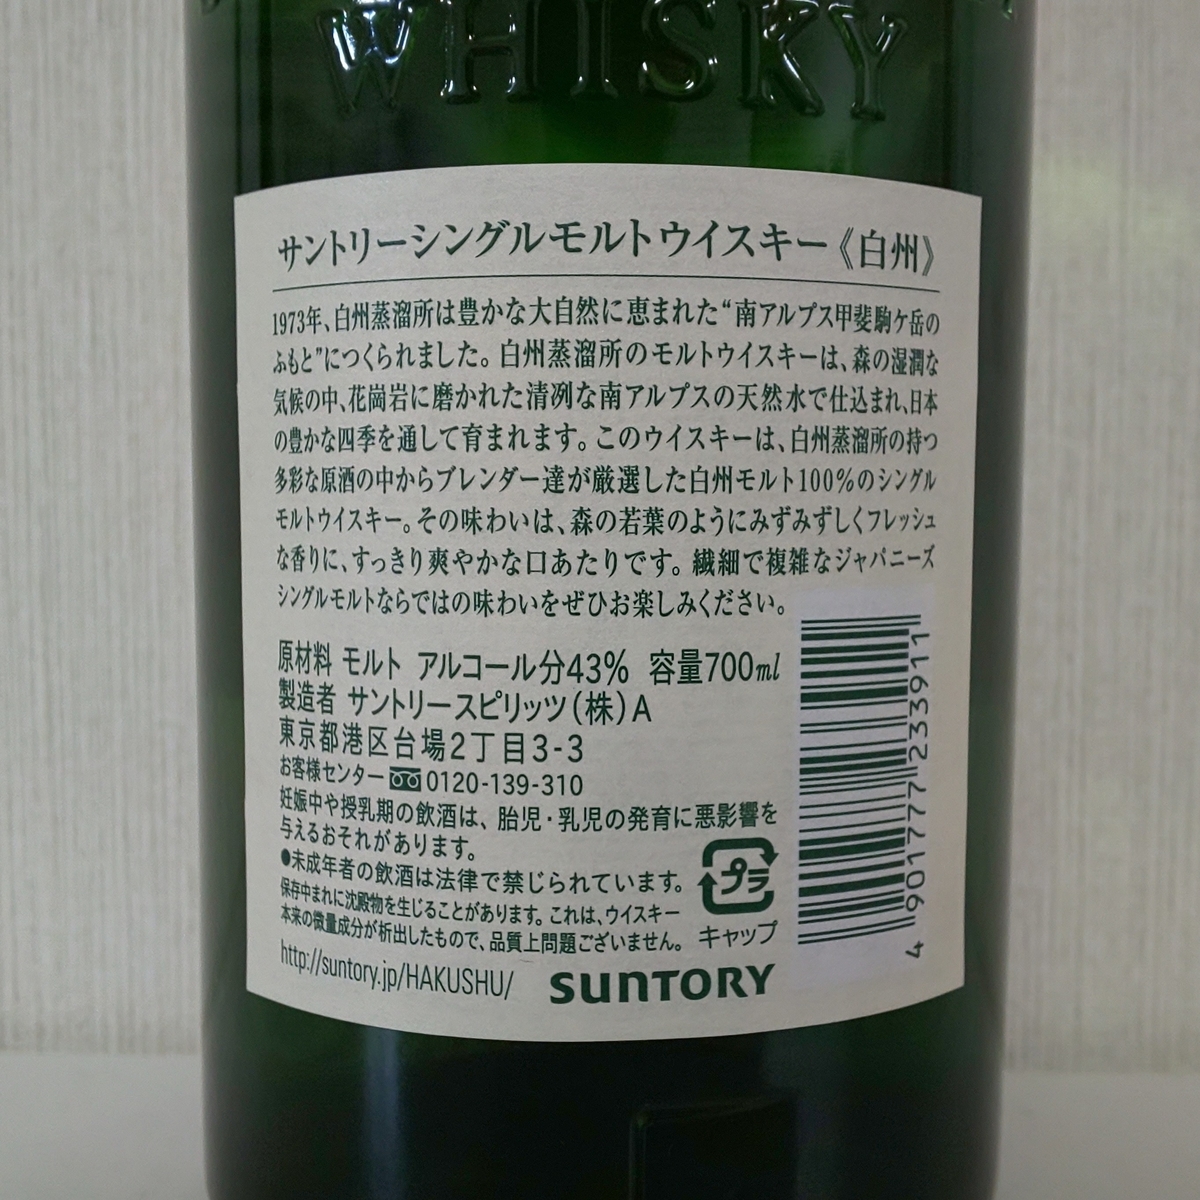 WHISKY
サントリーシングルモルトウイスキー《白州》
1973年、白州蒸溜所は豊かな大自然に恵まれた“南アルプス甲斐駒ケ岳の
ふもと”につくられました。白州蒸溜所のモルトウイスキーは、森の湿潤な
気候の中、花崗岩に磨かれた清冽な南アルプスの天然水で仕込まれ、日本
の豊かな四季を通して育まれます。このウイスキーは、白州蒸溜所の持つ
多彩な原酒の中からブレンダー達が厳選した白州モルト100%のシングル
モルトウイスキー。その味わいは、森の若葉のようにみずみずしくフレッシュ
な香りに、すっきり爽やかな口あたりです。繊細で複雑なジャパニーズ
シングルモルトならではの味わいをぜひお楽しみください。
原材料 モルト アルコール分43% 容量700ml
製造者 サントリースピリッツ(株)A
東京都港区台場2丁目3-3
お客様センター 0120-139-310
妊娠中や授乳期の飲酒は、胎児・乳児の発育に悪影響を
与えるおそれがあります。
●未成年者の飲酒は法律で禁じられています。
保存中まれに沈殿物を生じることがあります。これは、ウイスキー
本来の微量成分が析出したもので、品質上問題ございません。
プラ
キャップ
http://suntory.jp/HAKUSHU/
SUNTORY
4 901777 233911